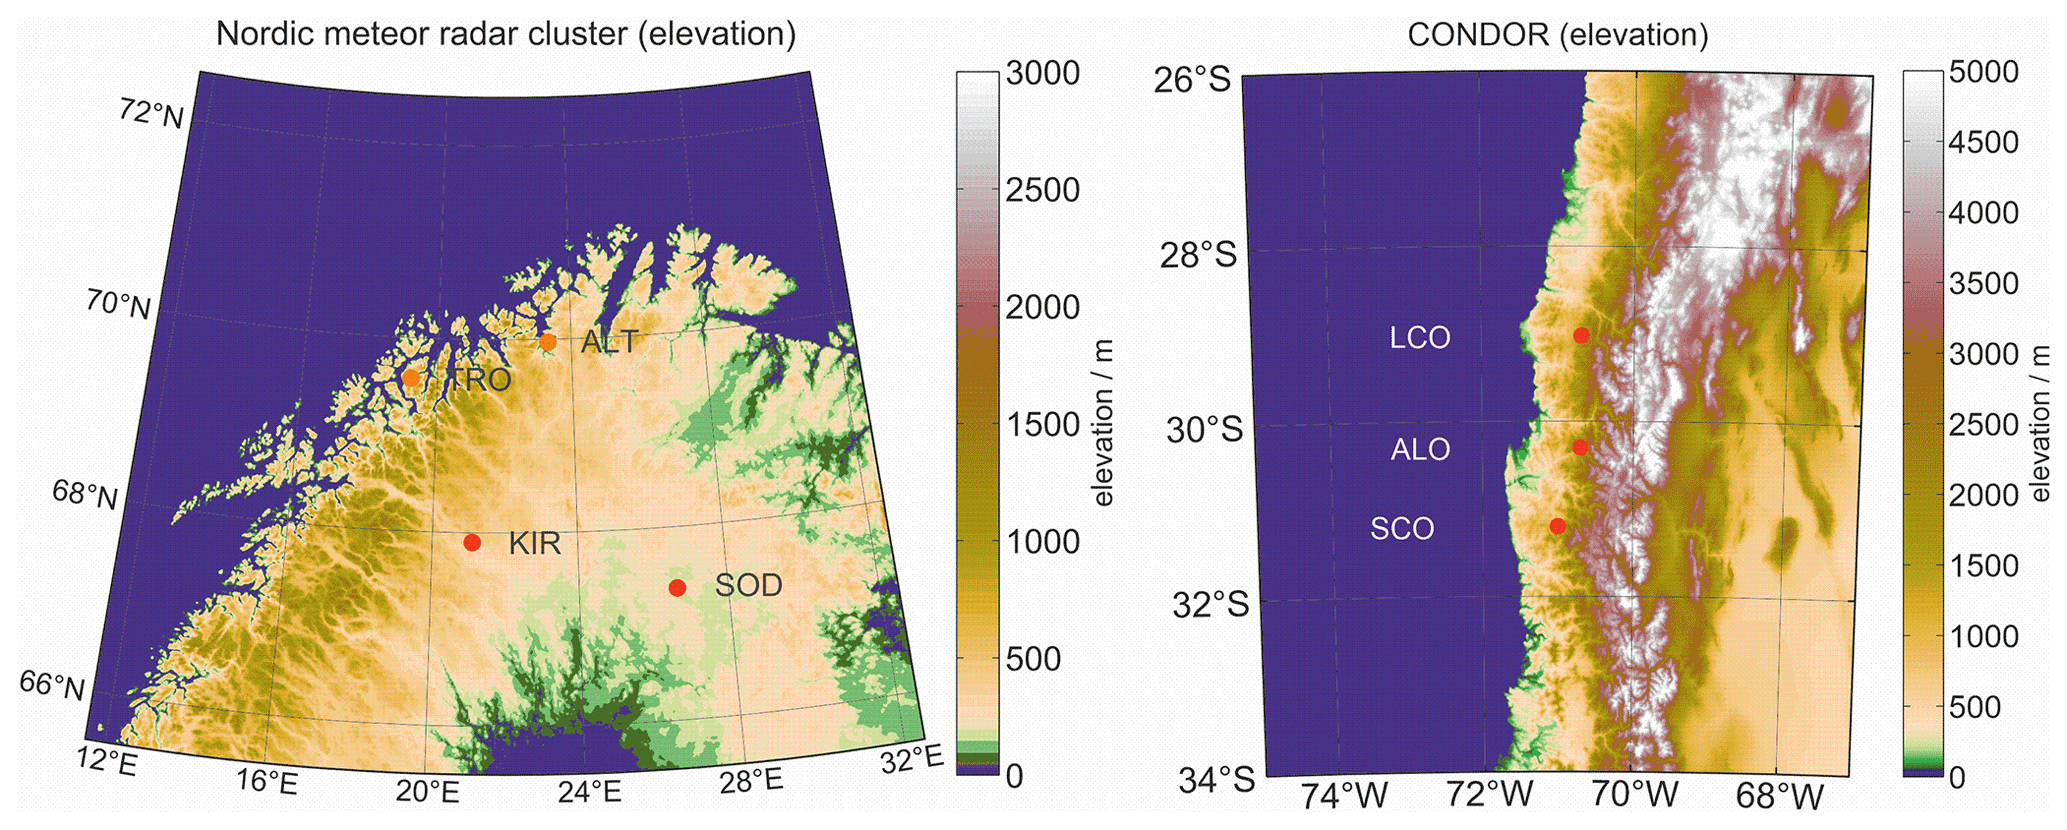 Nordic meteor radar cluster (elevation)
72°N
70°N
68°N
66°N
12°E
16°E
20°E
24°E
28°E
32°E
ALT
TRO
KIR
SOD
3000
2500
2000
1500
1000
500
0
elevation / m
CONDOR (elevation)
26°S
28°S
30°S
32°S
34°S
74°W
72°W
70°W
68°W
LCO
ALO
SCO
5000
4500
4000
3500
3000
2500
2000
1500
1000
500
0
elevation / m